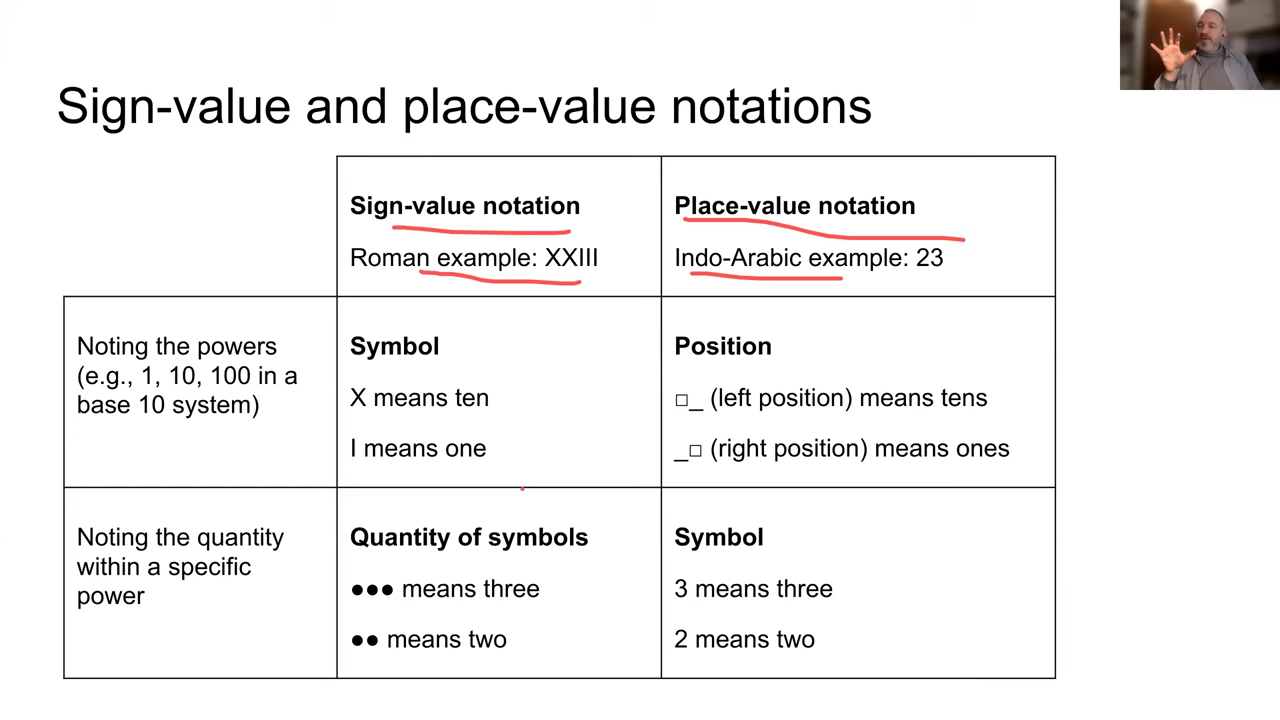 Sign-value and place-value notations
Sign-value notation
Roman example: XXIII
Place-value notation
Indo-Arabic example: 23
Noting the powers
(e.g., 1, 10, 100 in a
base 10 system)
Symbol
X means ten
I means one
Position
□_ (left position) means tens
_□ (right position) means ones
Noting the quantity
within a specific
power
Quantity of symbols
●●● means three
●● means two
Symbol
3 means three
2 means two